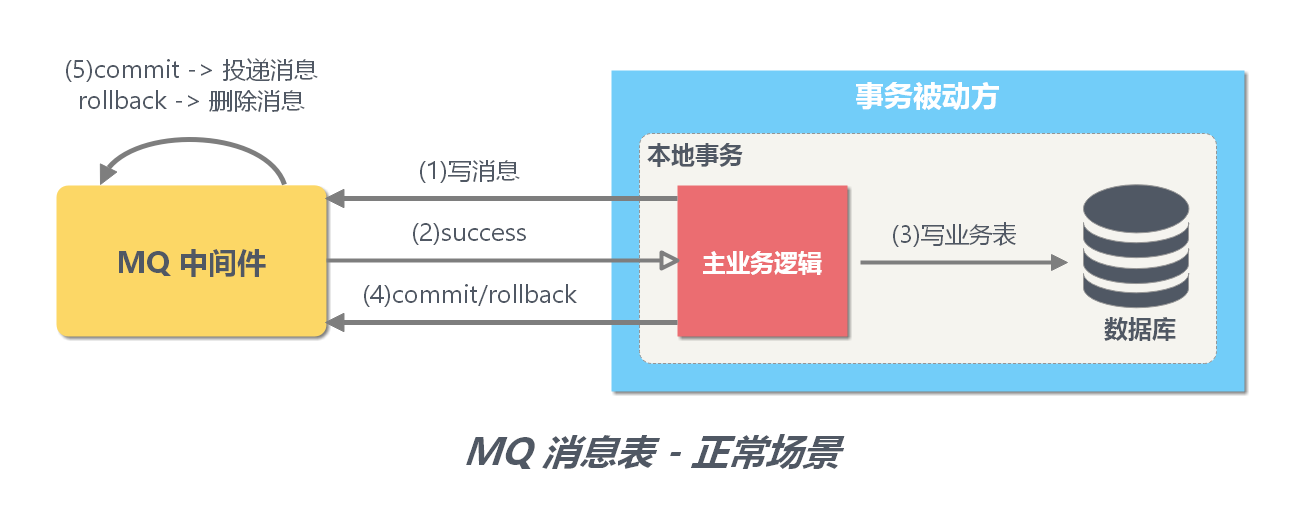 (5)commit -> 投递消息
rollback -> 删除消息
事务被动方
本地事务
(1)写消息
(2)success
(3)写业务表
MQ 中间件
主业务逻辑
(4)commit/rollback
数据库
MQ 消息表 - 正常场景